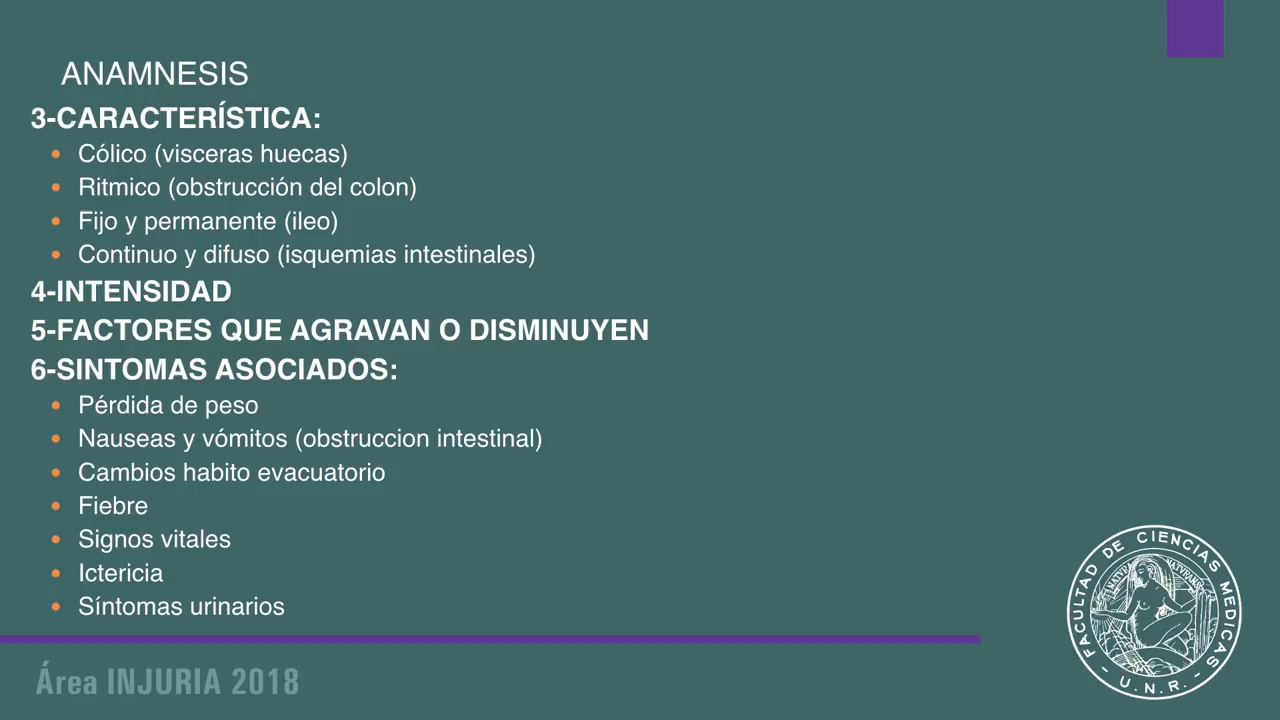 ANAMNESIS
3-CARACTERÍSTICA:
• Cólico (visceras huecas)
• Ritmico (obstrucción del colon)
• Fijo y permanente (ileo)
• Continuo y difuso (isquemias intestinales)
4-INTENSIDAD
5-FACTORES QUE AGRAVAN O DISMINUYEN
6-SINTOMAS ASOCIADOS:
• Pérdida de peso
• Nauseas y vómitos (obstruccion intestinal)
• Cambios habito evacuatorio
• Fiebre
• Signos vitales
• Ictericia
• Síntomas urinarios
Área INJURIA 2018
FACULTAD DE CIENCIAS MEDICAS
- U.N.R. -